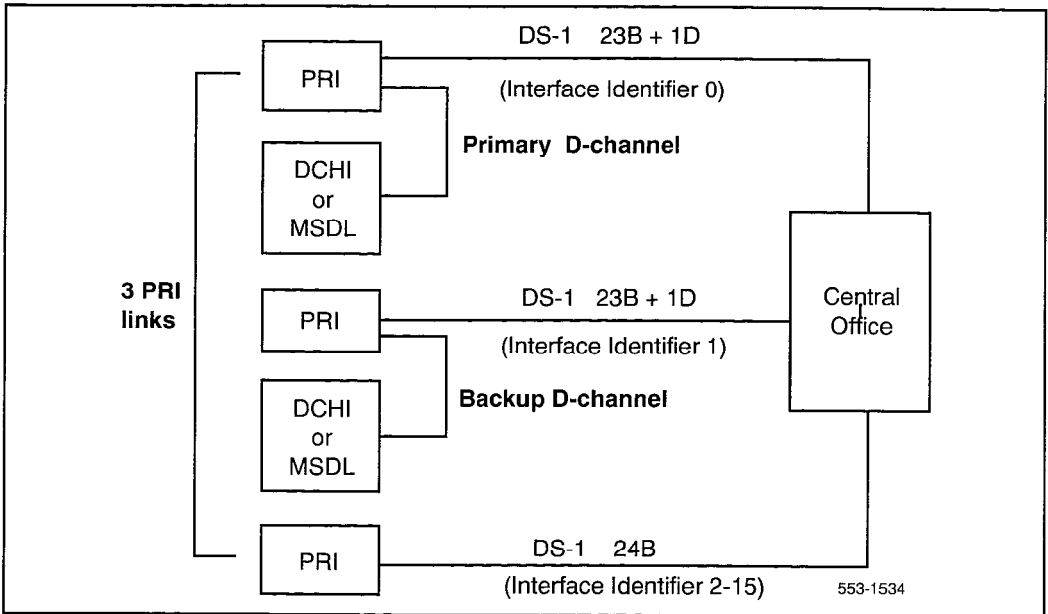 DS-1 23B + 1D
PRI
(Interface Identifier 0)
Primary D-channel
DCHI
or
MSDL
3 PRI
links
DS-1 23B + 1D
PRI
(Interface Identifier 1)
Central
Office
Backup D-channel
DCHI
or
MSDL
DS-1 24B
PRI
(Interface Identifier 2-15)
553-1534